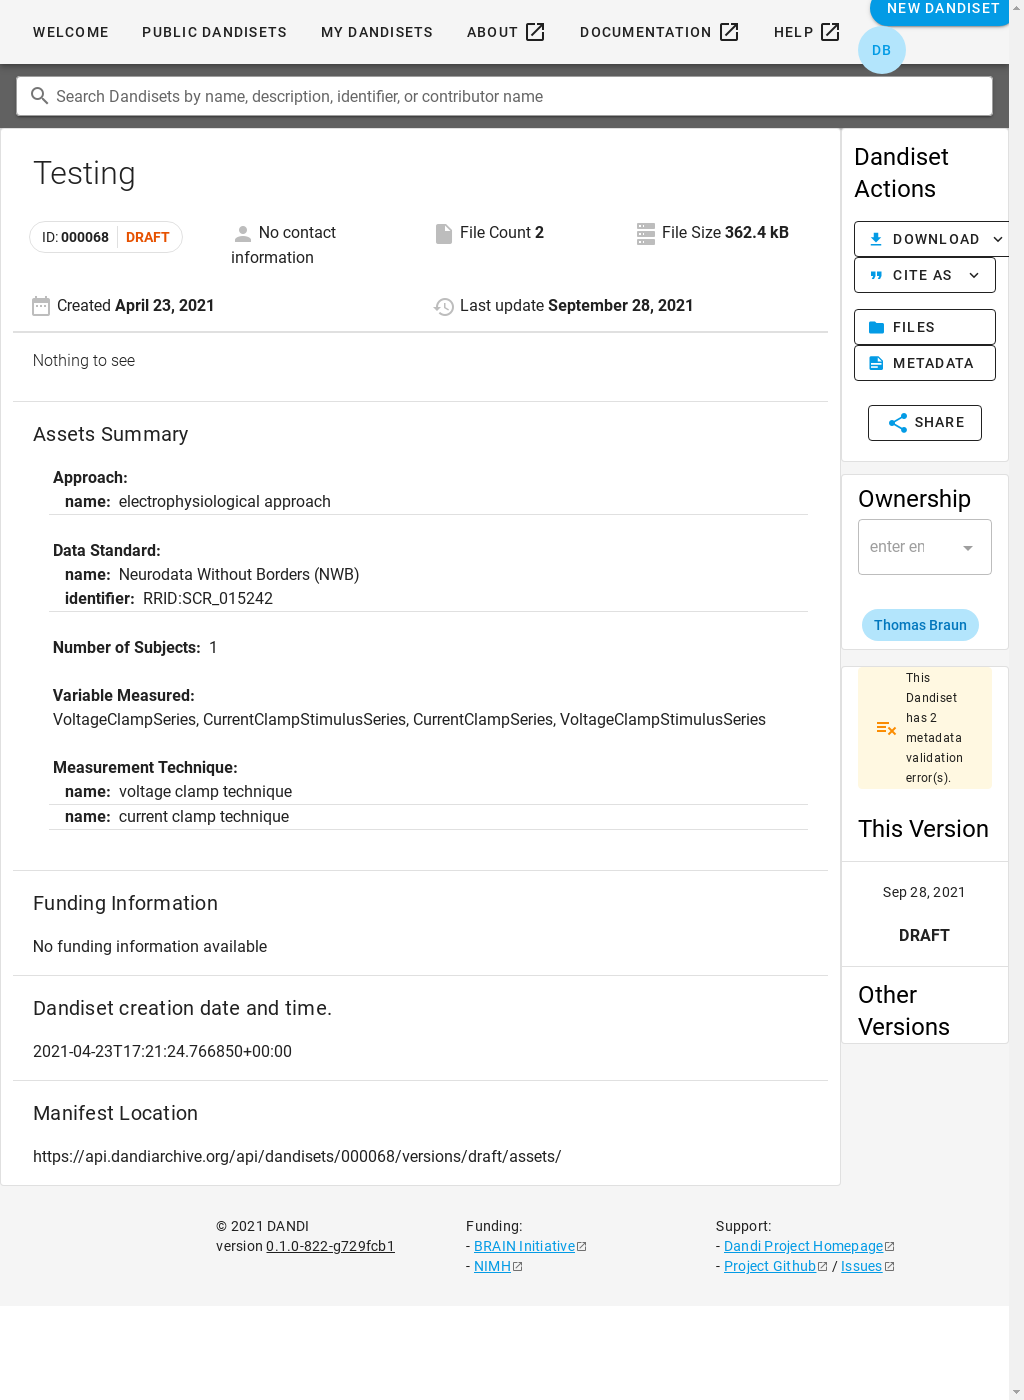 WELCOME PUBLIC DANDISETS MY DANDISETS ABOUT DOCUMENTATION HELP NEW DANDISET
DB
Search Dandisets by name, description, identifier, or contributor name
Testing
ID: 000068 DRAFT
No contact information
File Count 2
File Size 362.4 kB
Created April 23, 2021
Last update September 28, 2021
Nothing to see
Assets Summary
Approach:
name: electrophysiological approach
Data Standard:
name: Neurodata Without Borders (NWB)
identifier: RRID:SCR_015242
Number of Subjects: 1
Variable Measured:
VoltageClampSeries, CurrentClampStimulusSeries, CurrentClampSeries, VoltageClampStimulusSeries
Measurement Technique:
name: voltage clamp technique
name: current clamp technique
Funding Information
No funding information available
Dandiset creation date and time.
2021-04-23T17:21:24.766850+00:00
Manifest Location
https://api.dandiarchive.org/api/dandisets/000068/versions/draft/assets/
Dandiset
Actions
DOWNLOAD
CITE AS
FILES
METADATA
SHARE
Ownership
enter en
Thomas Braun
This
Dandiset
has 2
metadata
validation
error(s).
This Version
Sep 28, 2021
DRAFT
Other
Versions
© 2021 DANDI
version 0.1.0-822-g729fcb1
Funding:
- BRAIN Initiative
- NIMH
Support:
- Dandi Project Homepage
- Project Github / Issues